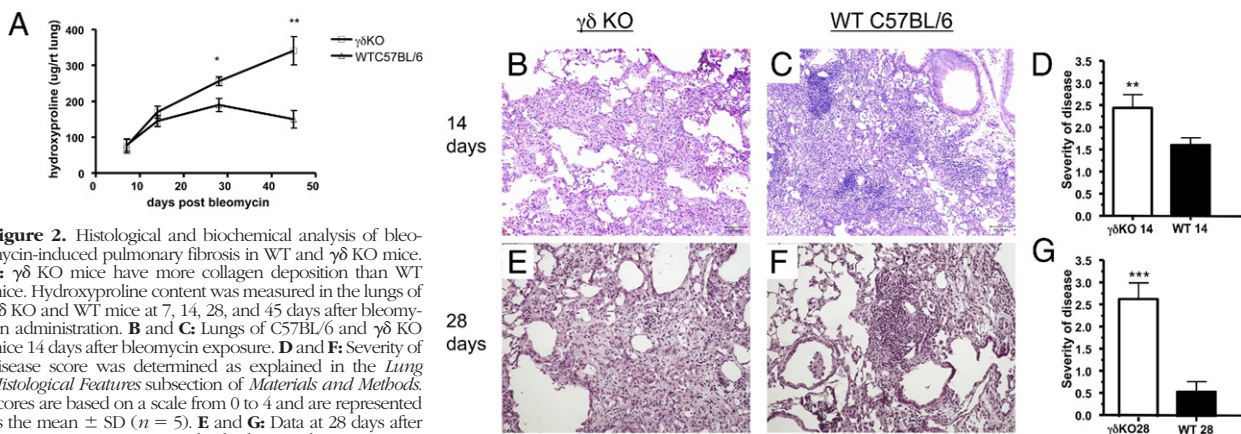 A
hydroxyproline (ug/rt lung)
400
300
200
100
0
0 10 20 30 40 50
days post bleomycin
*
**
γδKO
WTC57BL/6
igure 2. Histological and biochemical analysis of bleo-
mycin-induced pulmonary fibrosis in WT and γδ KO mice.
: γδ KO mice have more collagen deposition than WT
ice. Hydroxyproline content was measured in the lungs of
δ KO and WT mice at 7, 14, 28, and 45 days after bleomy-
n administration. B and C: Lungs of C57BL/6 and γδ KO
ice 14 days after bleomycin exposure. D and F: Severity of
isease score was determined as explained in the Lung
istological Features subsection of Materials and Methods.
cores are based on a scale from 0 to 4 and are represented
s the mean ± SD (n = 5). E and G: Data at 28 days after
γδ KO
WT C57BL/6
14
days
28
days
B
C
E
F
D
Severity of disease
3.5
3.0
2.5
2.0
1.5
1.0
0.5
0.0
**
γδKO 14 WT 14
G
Severity of disease
3.5
3.0
2.5
2.0
1.5
1.0
0.5
0.0
***
γδKO28 WT 28